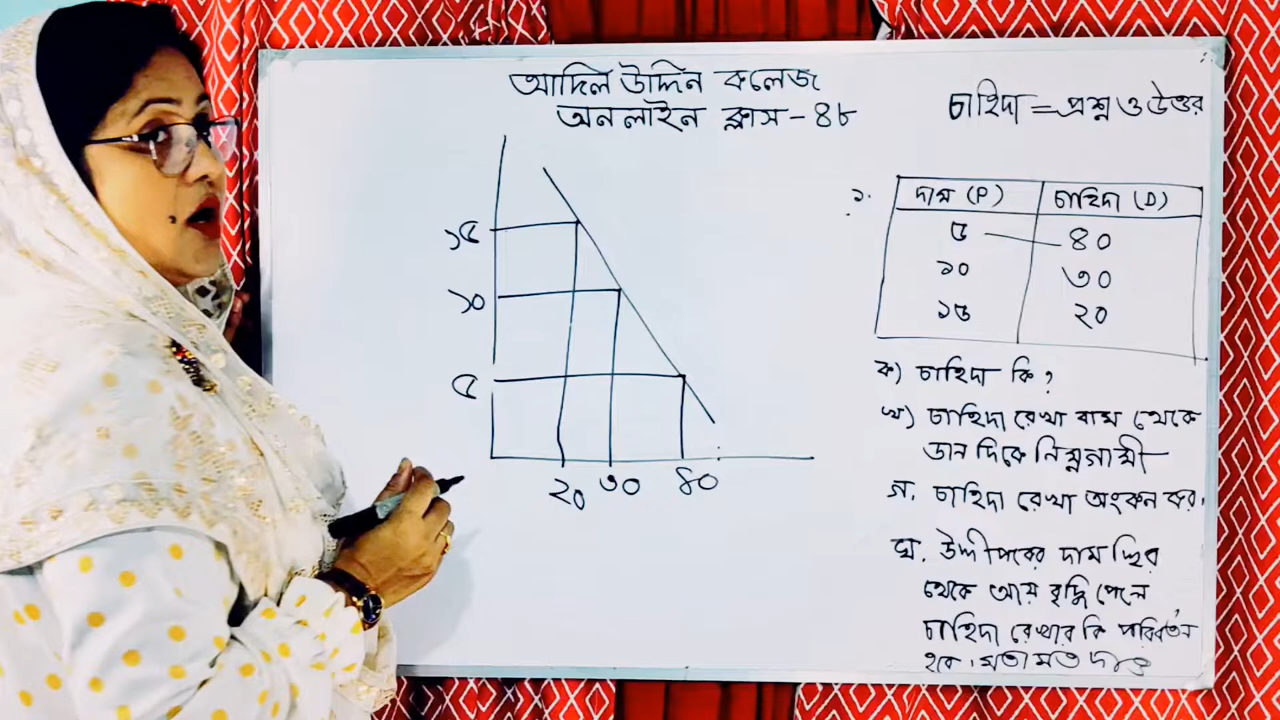 আদিল উদ্দিন কলেজ
অনলাইন ক্লাস - ৪৮
চাহিদা = প্রশ্ন ও উত্তর
১৫
১০
৫
২০ ৩০ ৪০
১.
দাম (P) চাহিদা (D)
৫ ৪০
১০ ৩০
১৫ ২০
ক) চাহিদা কি?
খ) চাহিদা রেখা বাম থেকে
ডান দিকে নিম্নগামী
গ. চাহিদা রেখা অংকন কর।
ঘ. উদ্দীপকের দাম স্থির
থেকে আয় বৃদ্ধি পেলে
চাহিদা রেখার কি পরিবর্তন
হবে। মতামত দাও